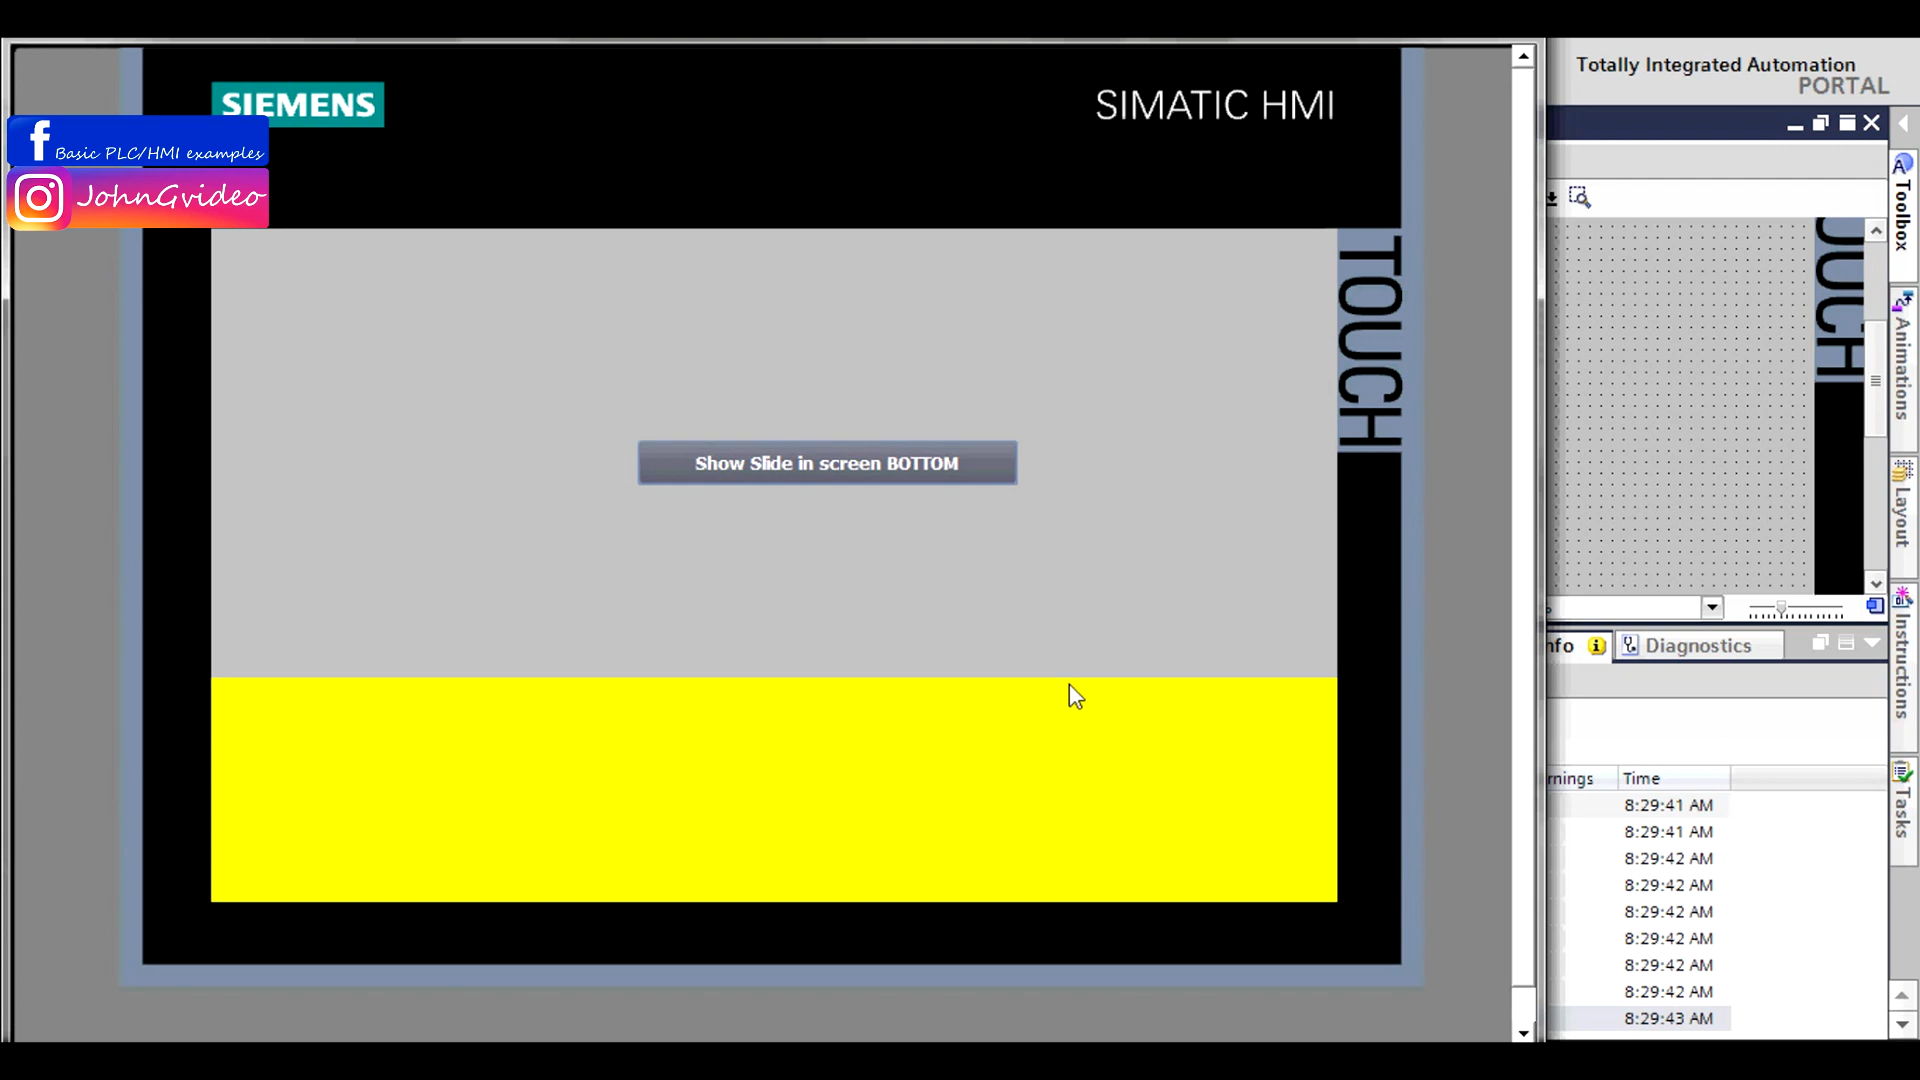 Totally Integrated Automation
PORTAL
SIEMENS
SIMATIC HMI
Basic PLC/HMI examples
JohnGvideo
TOUCH
Show Slide in screen BOTTOM
Toolbox
Animations
Layout
Instructions
Tasks
Diagnostics
Time
8:29:41 AM
8:29:41 AM
8:29:42 AM
8:29:42 AM
8:29:42 AM
8:29:42 AM
8:29:42 AM
8:29:42 AM
8:29:43 AM